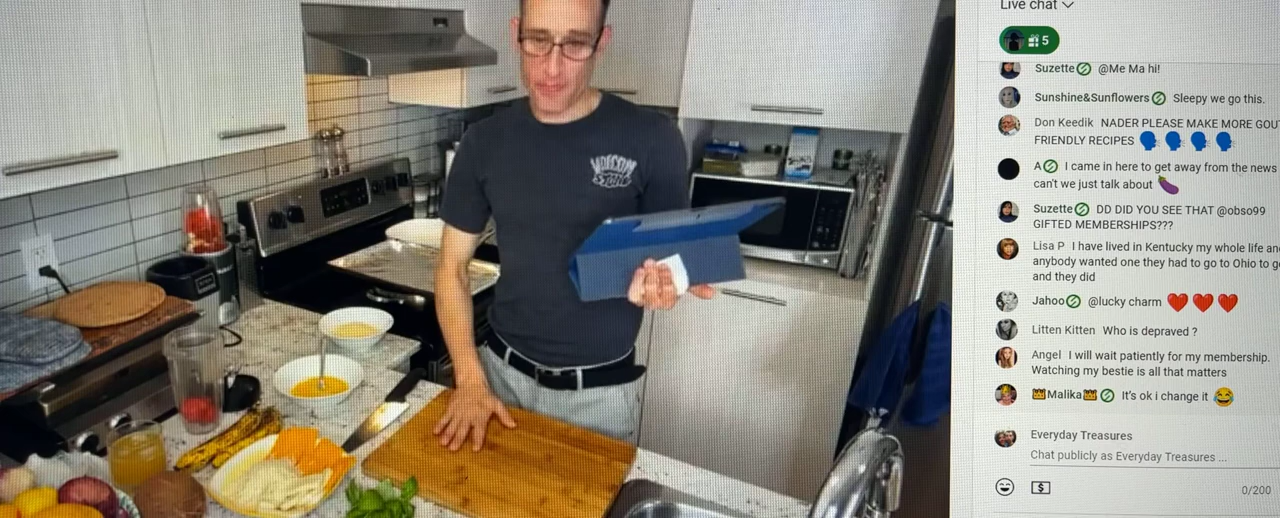 Live chat
5
Suzette @Me Ma hi!
Sunshine&Sunflowers Sleepy we go this.
Don Keedik NADER PLEASE MAKE MORE GOU
FRIENDLY RECIPES 🗣️ 🗣️ 🗣️ 🗣️
A I came in here to get away from the news
can't we just talk about 🍆
Suzette DD DID YOU SEE THAT @obso99
GIFTED MEMBERSHIPS???
Lisa P I have lived in Kentucky my whole life an
anybody wanted one they had to go to Ohio to g
and they did
Jahoo @lucky charm ❤️ ❤️ ❤️
Litten Kitten Who is depraved ?
Angel I will wait patiently for my membership.
Watching my bestie is all that matters
👑Malika👑 It's ok i change it 😂
Everyday Treasures
Chat publicly as Everyday Treasures ...
$
0/200
VOLCOM
STONE